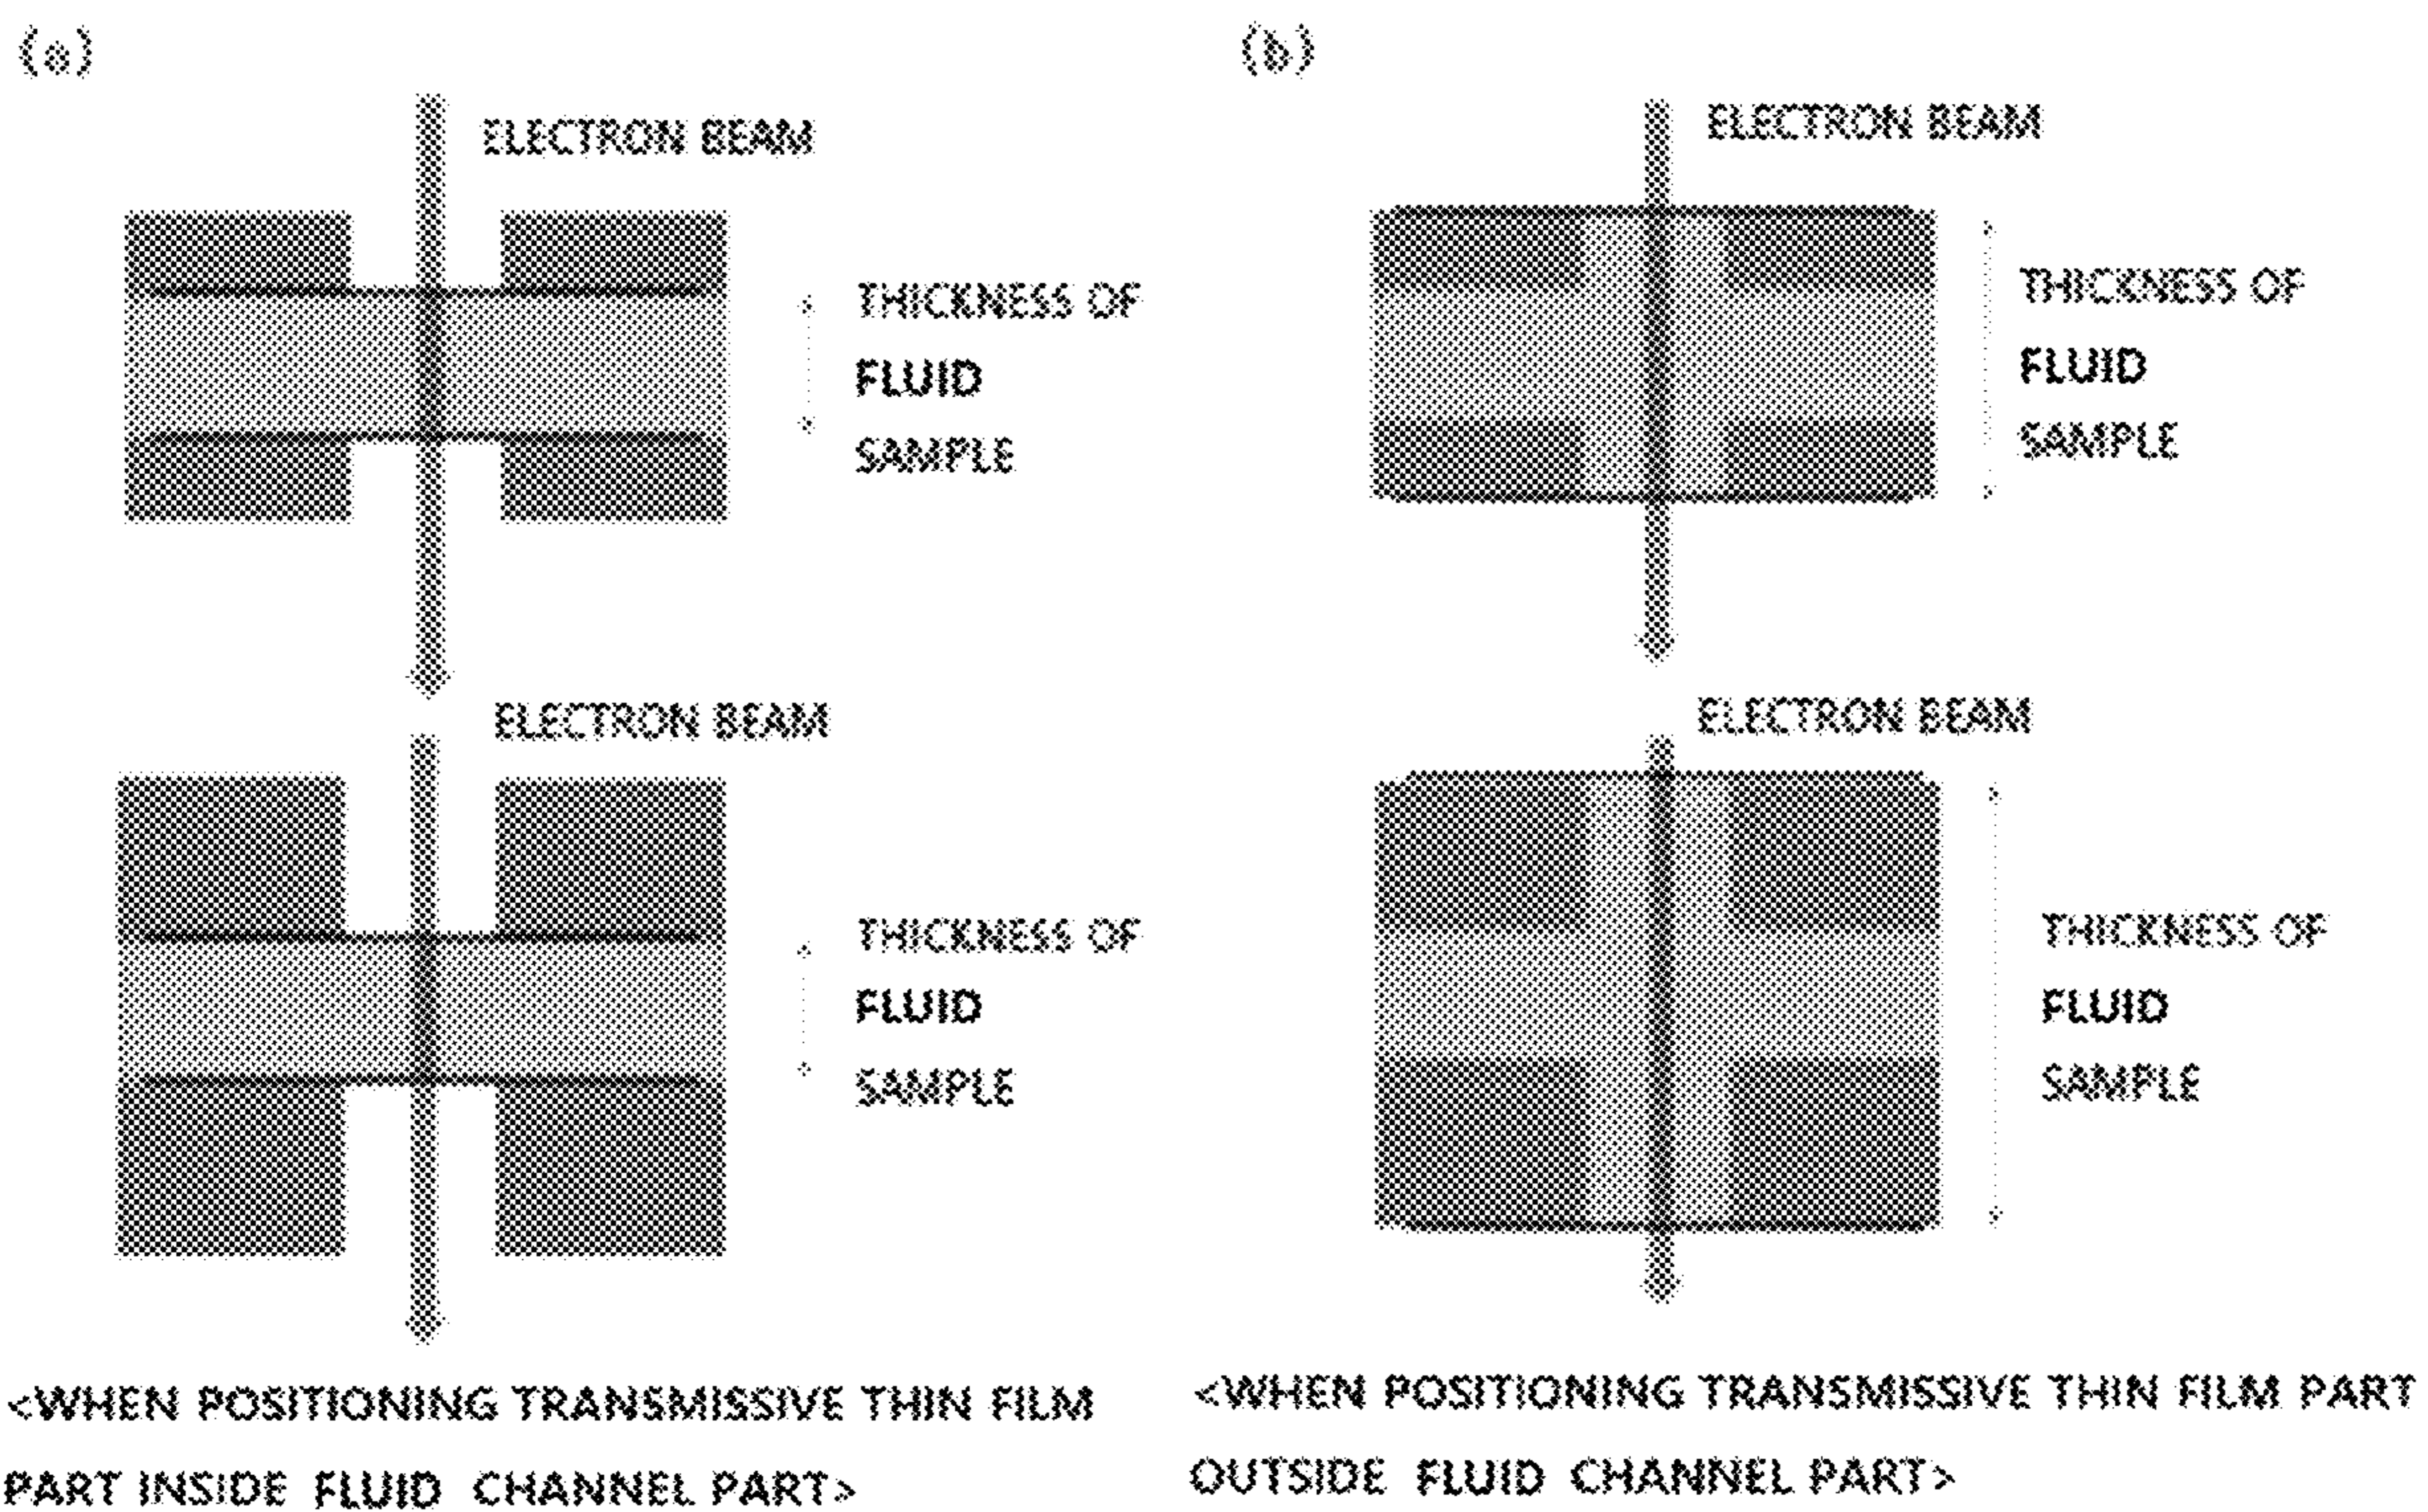 (a)
ELECTRON BEAM
THICKNESS OF
FLUID
SAMPLE
ELECTRON BEAM
THICKNESS OF
FLUID
SAMPLE
<WHEN POSITIONING TRANSMISSIVE THIN FILM
PART INSIDE FLUID CHANNEL PART>
(b)
ELECTRON BEAM
THICKNESS OF
FLUID
SAMPLE
ELECTRON BEAM
THICKNESS OF
FLUID
SAMPLE
<WHEN POSITIONING TRANSMISSIVE THIN FILM PART
OUTSIDE FLUID CHANNEL PART>